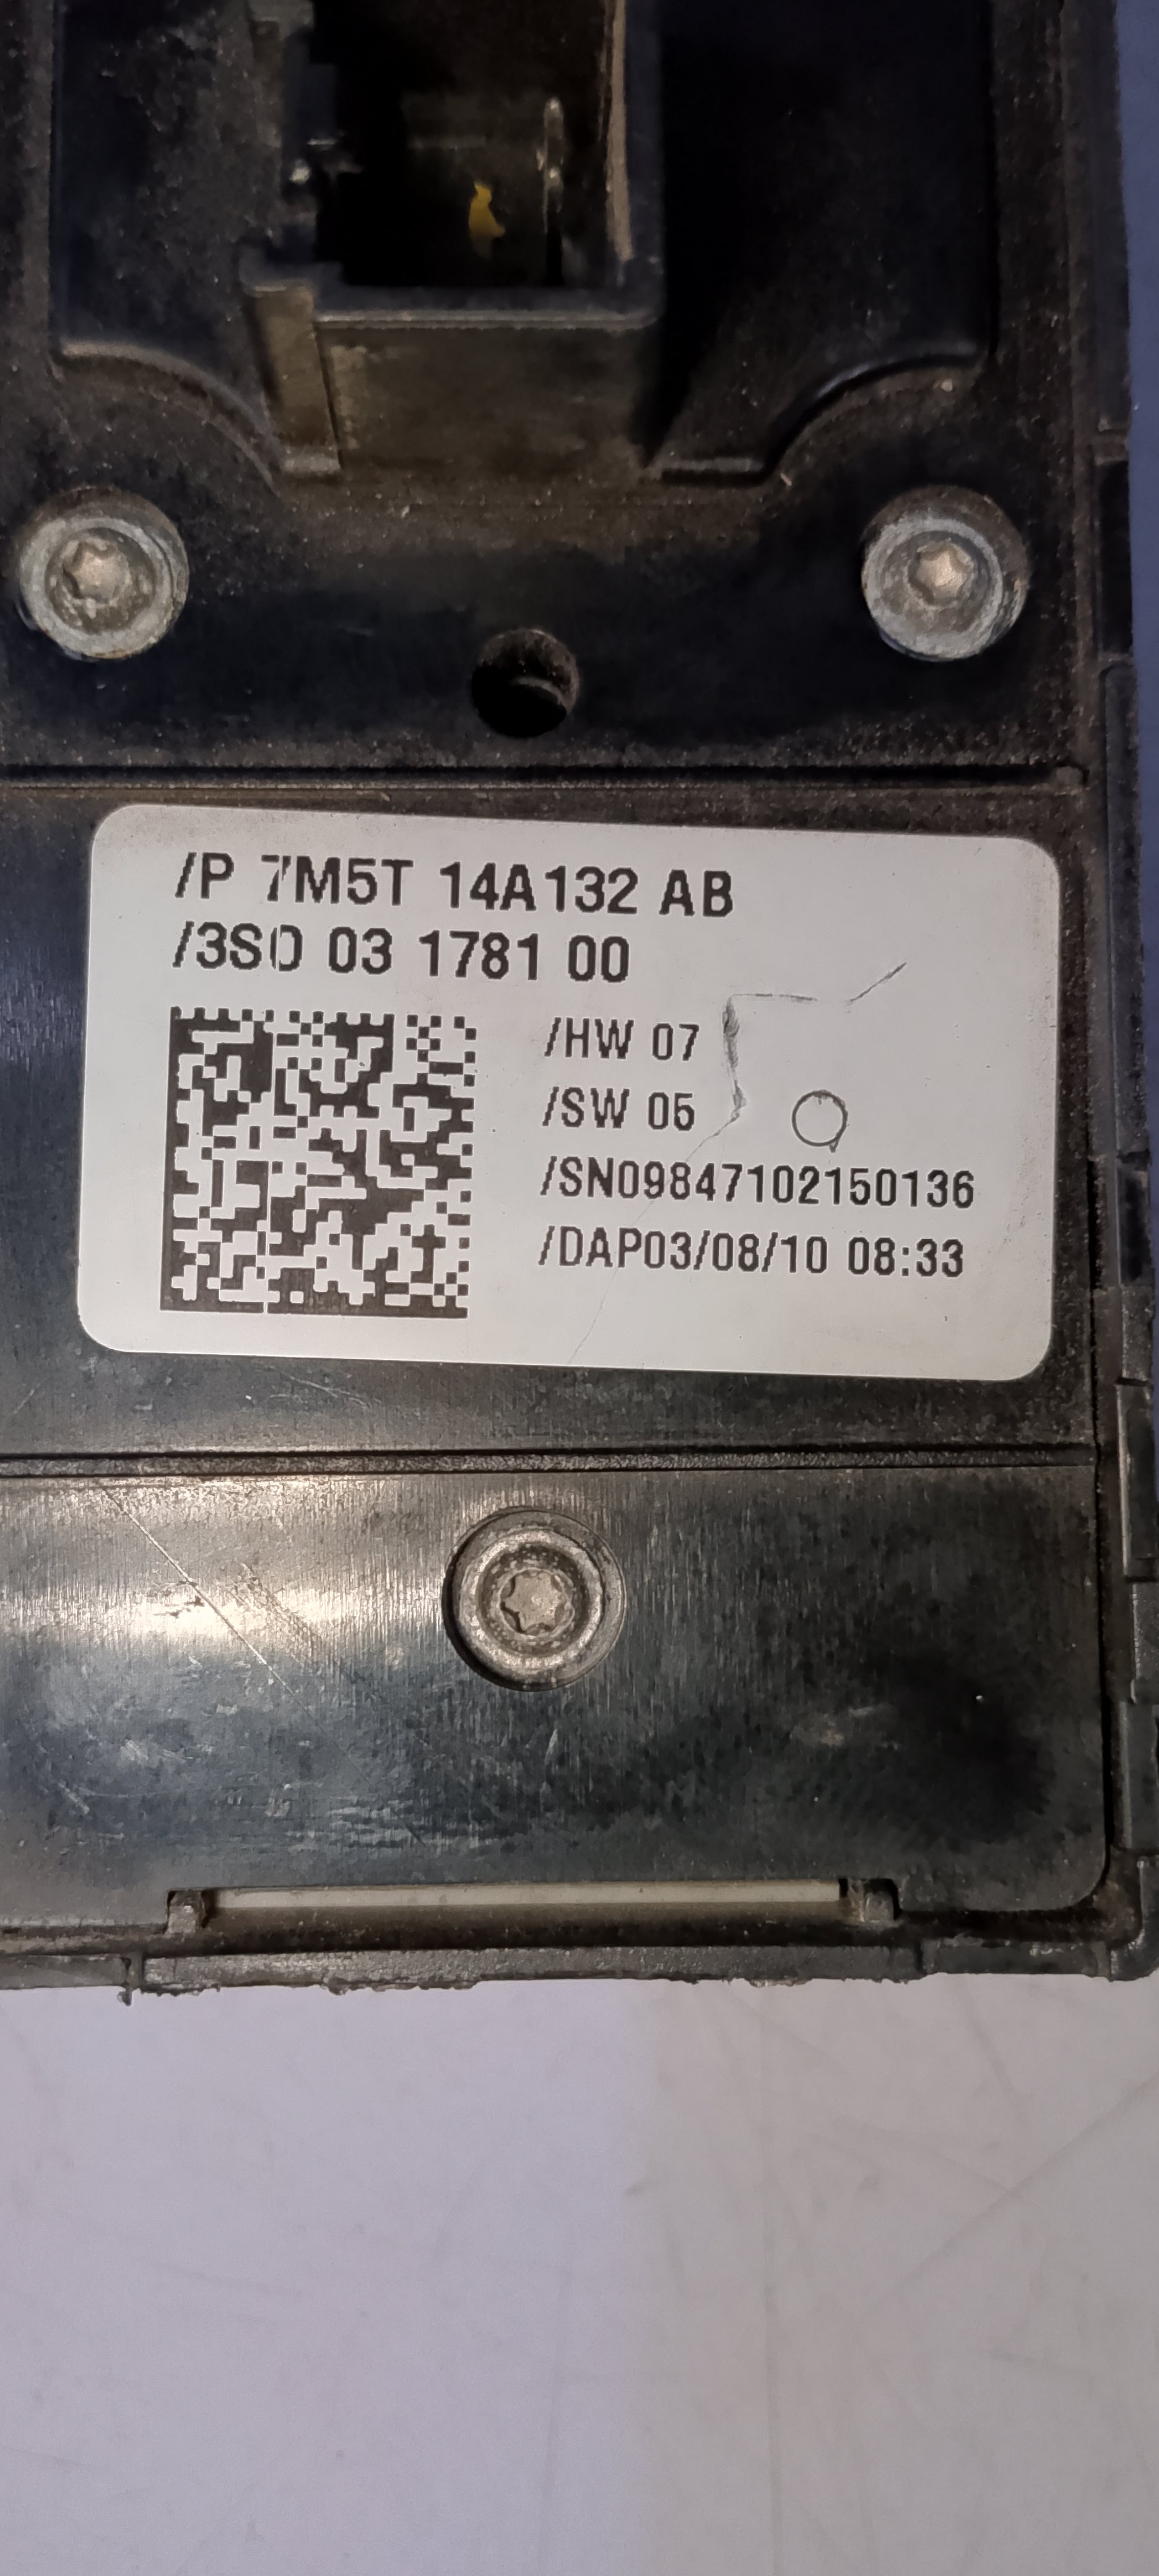 /P 7M5T 14A132 AB
/3S0 03 1781 00
/HW 07
/SW 05
/SN09847102150136
/DAP03/08/10 08:33